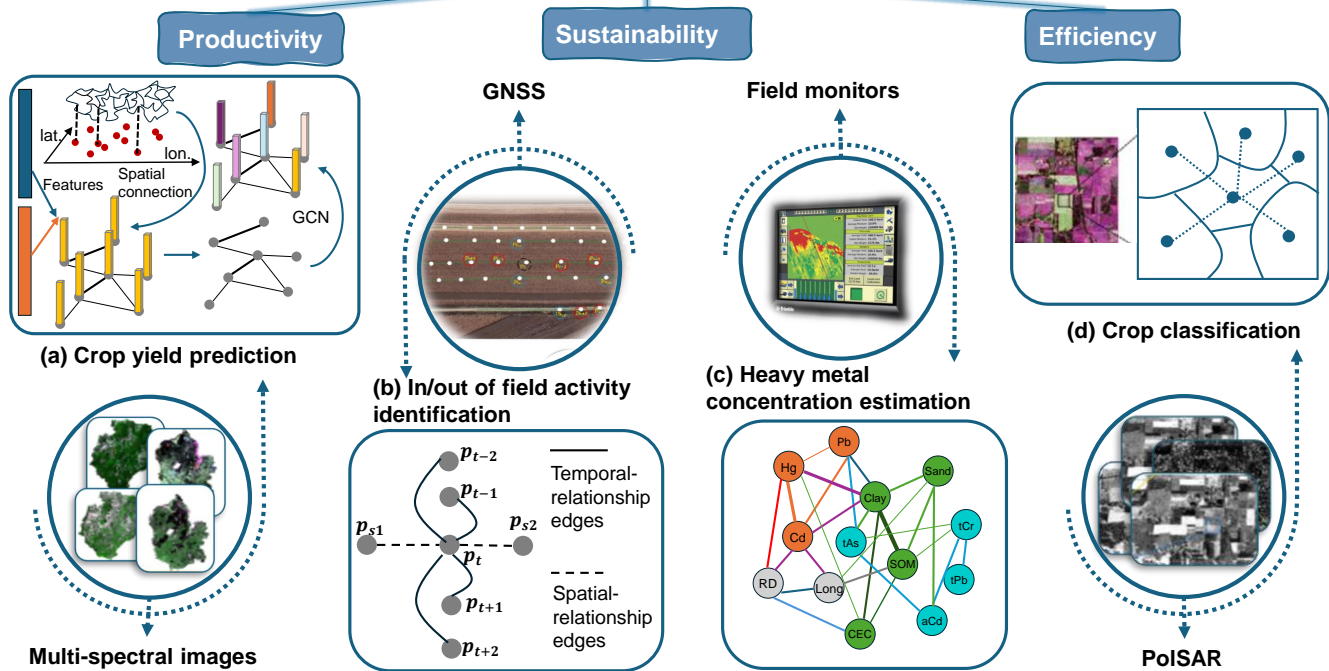 Productivity
Sustainability
Efficiency
lat.
lon.
Features
Spatial
connection
GCN
(a) Crop yield prediction
Multi-spectral images
GNSS
(b) In/out of field activity
identification
p_{t-2}
p_{t-1}
p_{s1}
p_{s2}
p_t
p_{t+1}
p_{t+2}
Temporal-
relationship
edges
Spatial-
relationship
edges
Field monitors
(c) Heavy metal
concentration estimation
Pb
Hg
Sand
Clay
tCr
Cd
tAs
SOM
tPb
RD
Long
aCd
CEC
(d) Crop classification
PolSAR